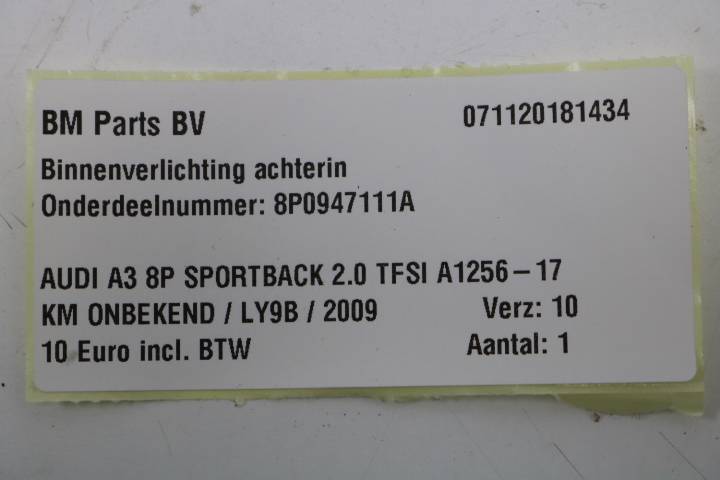 BM Parts BV 071120181434
Binnenverlichting achterin
Onderdeelnummer: 8P0947111A
AUDI A3 8P SPORTBACK 2.0 TFSI A1256-17
KM ONBEKEND / LY9B / 2009 Verz: 10
10 Euro incl. BTW Aantal: 1